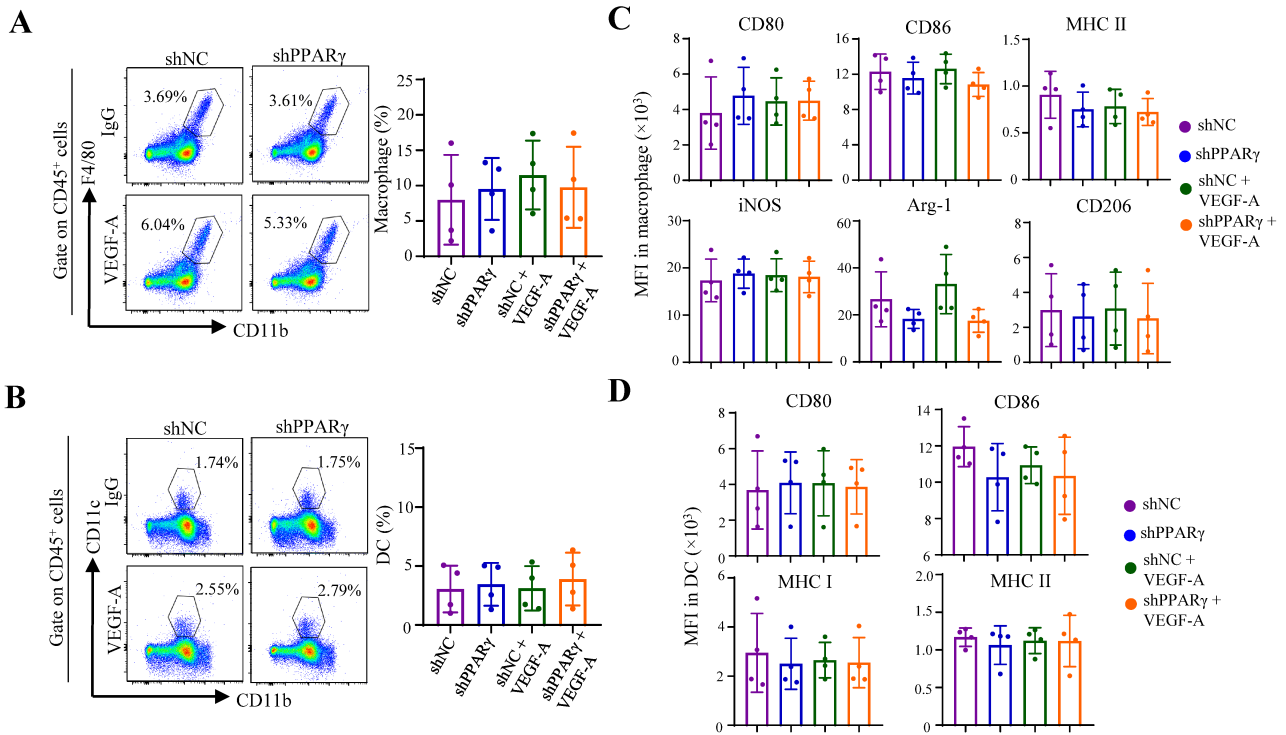 A
shNC
shPPARγ
Gate on CD45+ cells
F4/80
IgG
VEGF-A
3.69%
3.61%
6.04%
5.33%
CD11b
Macrophage (%)
25
20
15
10
5
0
shNC
shPPARγ
shNC +
VEGF-A
shPPARγ +
VEGF-A
B
shNC
shPPARγ
Gate on CD45+ cells
CD11c
IgG
VEGF-A
1.74%
1.75%
2.55%
2.79%
CD11b
DC (%)
15
10
5
0
shNC
shPPARγ
shNC +
VEGF-A
shPPARγ +
VEGF-A
C
MFI in macrophage (×10³)
CD80
8
6
4
2
0
CD86
16
12
8
4
0
MHC II
1.5
1.0
0.5
0
iNOS
30
20
10
0
Arg-1
60
40
20
0
CD206
8
6
4
2
0
shNC
shPPARγ
shNC +
VEGF-A
shPPARγ +
VEGF-A
D
MFI in DC (×10³)
CD80
8
6
4
2
0
CD86
14
12
10
8
6
MHC I
6
4
2
0
MHC II
2.0
1.5
1.0
0.5
0
shNC
shPPARγ
shNC +
VEGF-A
shPPARγ +
VEGF-A